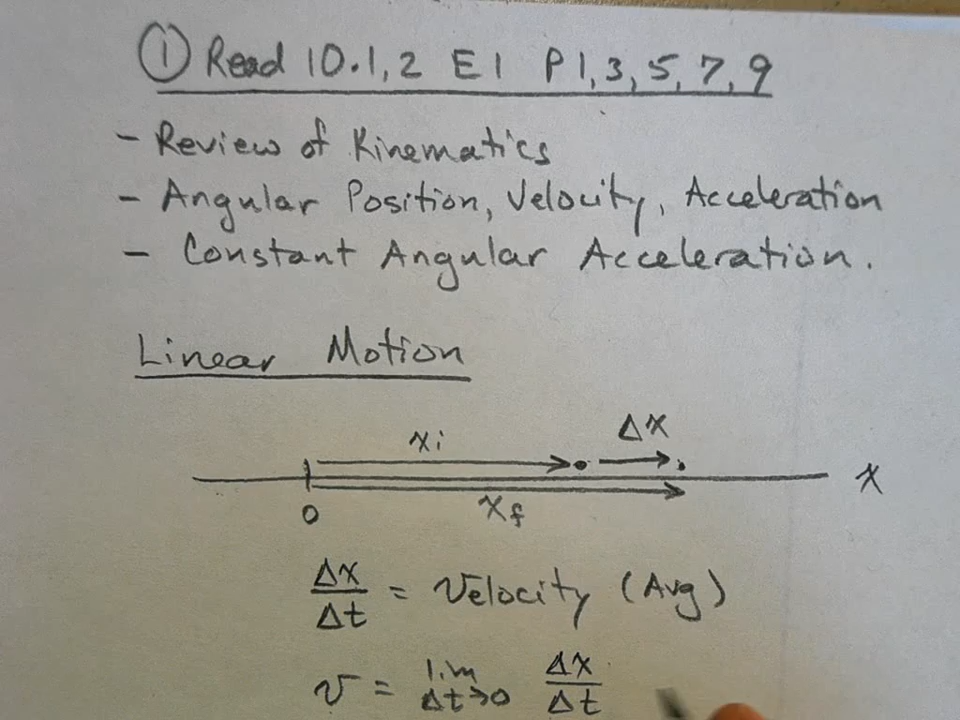 ① Read 10.1,2 E1 P1,3,5,7,9
- Review of Kinematics
- Angular Position, Velocity, Acceleration
- Constant Angular Acceleration.
Linear Motion
xi Δx
x
0 xf
Δx/Δt = Velocity (Avg)
v = lim Δt→0 Δx/Δt